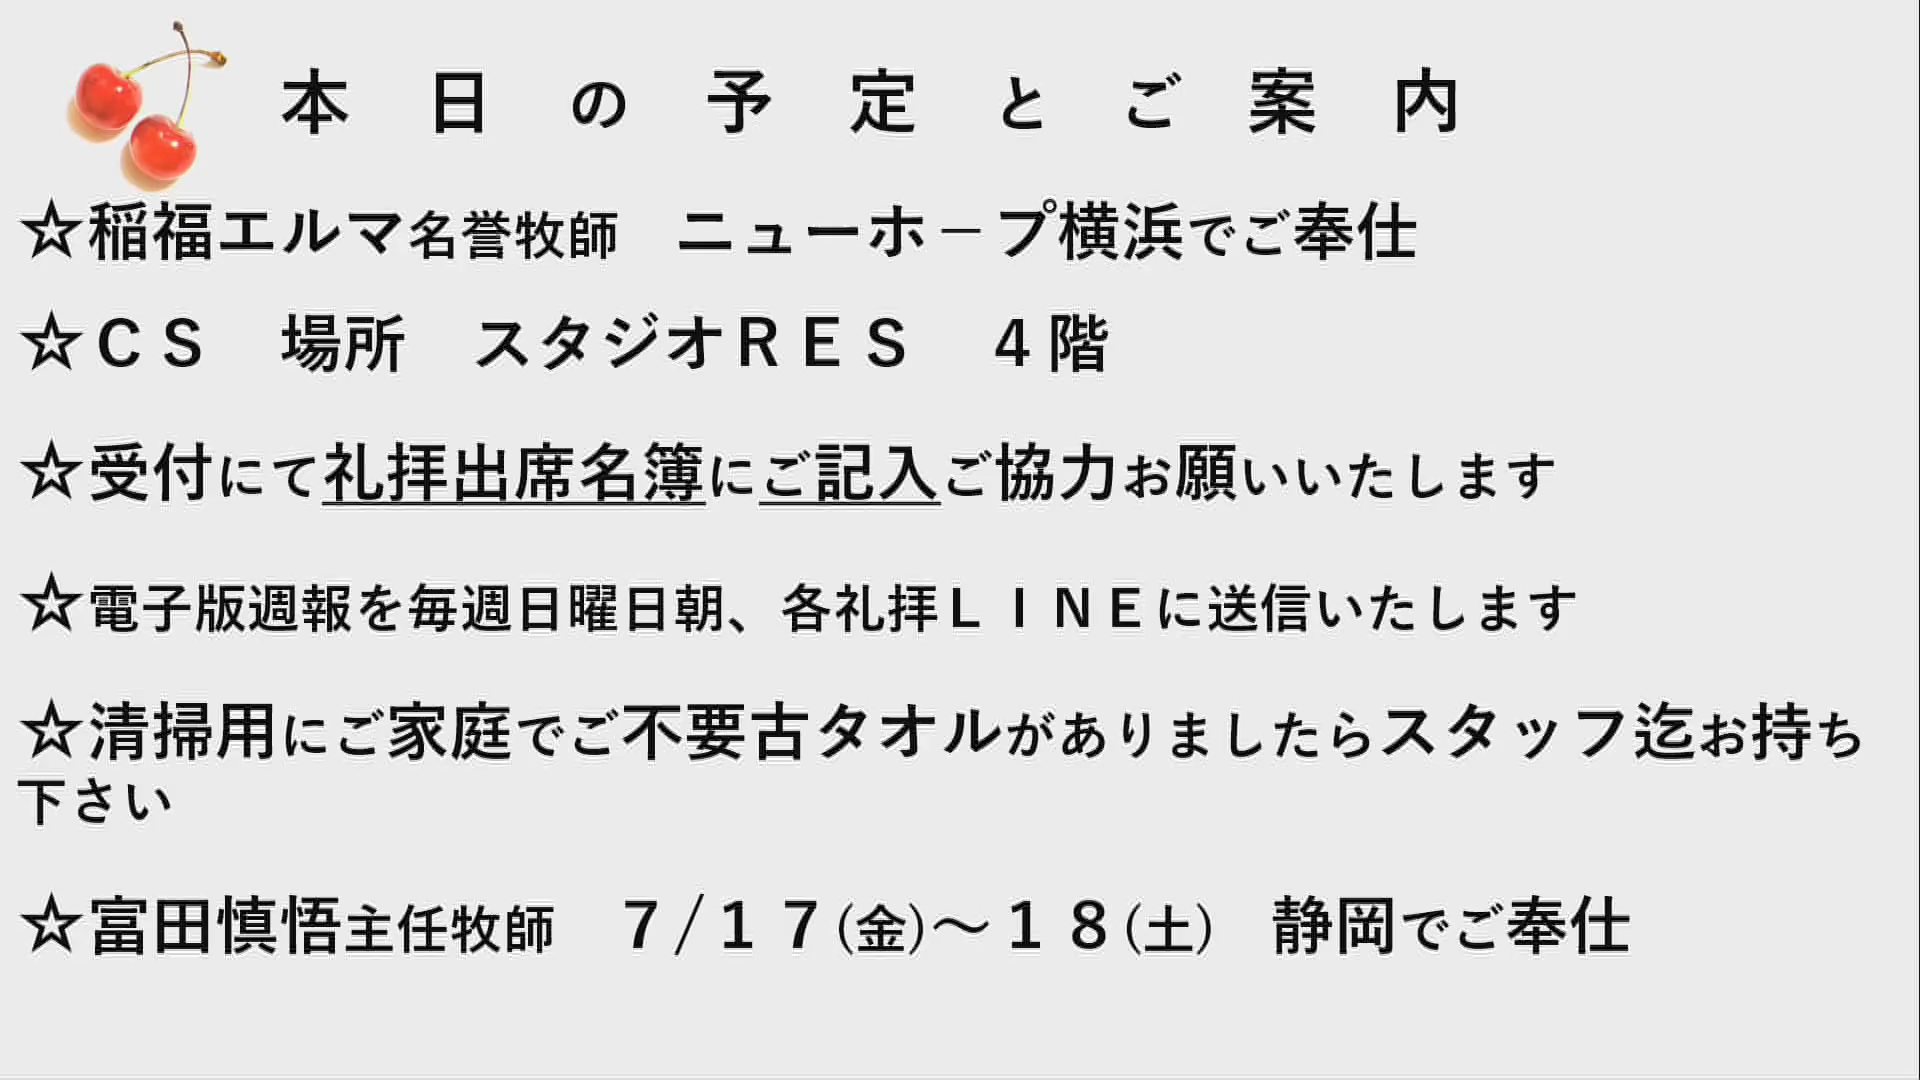 本　日　の　予　定　と　ご　案　内
☆稲福エルマ名誉牧師　ニューホ－プ横浜でご奉仕
☆ＣＳ　場所　スタジオＲＥＳ　４階
☆受付にて礼拝出席名簿にご記入ご協力お願いいたします
☆電子版週報を毎週日曜日朝、各礼拝ＬＩＮＥに送信いたします
☆清掃用にご家庭でご不要古タオルがありましたらスタッフ迄お持ち
下さい
☆富田慎悟主任牧師　７/１７(金)～１８(土)　静岡でご奉仕